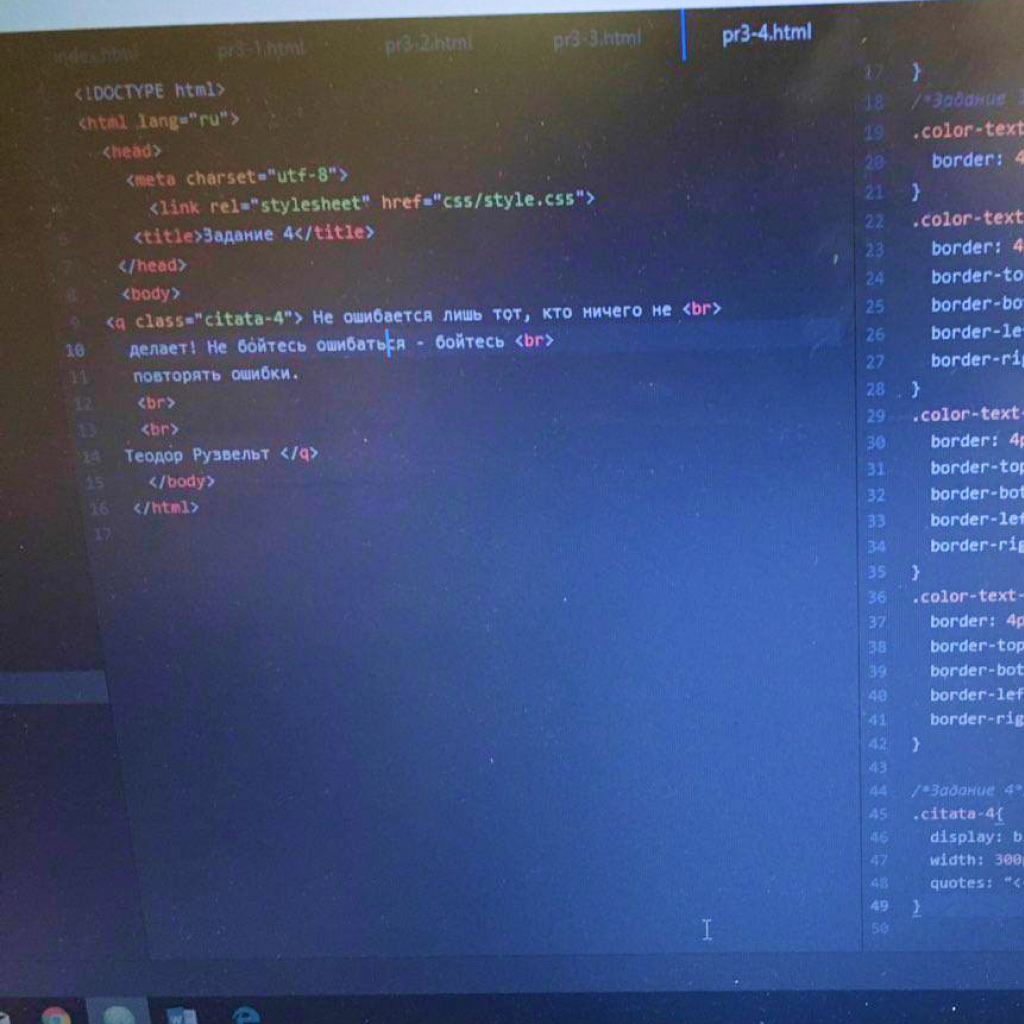 index.html pr3-1.html pr3-2.html pr3-3.html pr3-4.html
<!DOCTYPE html>
<html lang="ru">
<head>
<meta charset="utf-8">
<link rel="stylesheet" href="css/style.css">
<title>Задание 4</title>
</head>
<body>
9 <q class="citata-4"> Не ошибается лишь тот, кто ничего не <br>
10 делает! Не бойтесь ошибаться - бойтесь <br>
11 повторять ошибки.
12 <br>
13 <br>
14 Теодор Рузвельт </q>
15 </body>
16 </html>
17
17 }
18 /*Задание 3
19 .color-text
20 border: 4
21 }
22 .color-text
23 border: 4
24 border-to
25 border-bo
26 border-le
27 border-ri
28 }
29 .color-text-
30 border: 4p
31 border-top
32 border-bot
33 border-lef
34 border-rig
35 }
36 .color-text-
37 border: 4p
38 border-top
39 border-bot
40 border-lef
41 border-rig
42 }
43
44 /*Задание 4*
45 .citata-4{
46 display: b
47 width: 300
48 quotes: "<
49 }
50